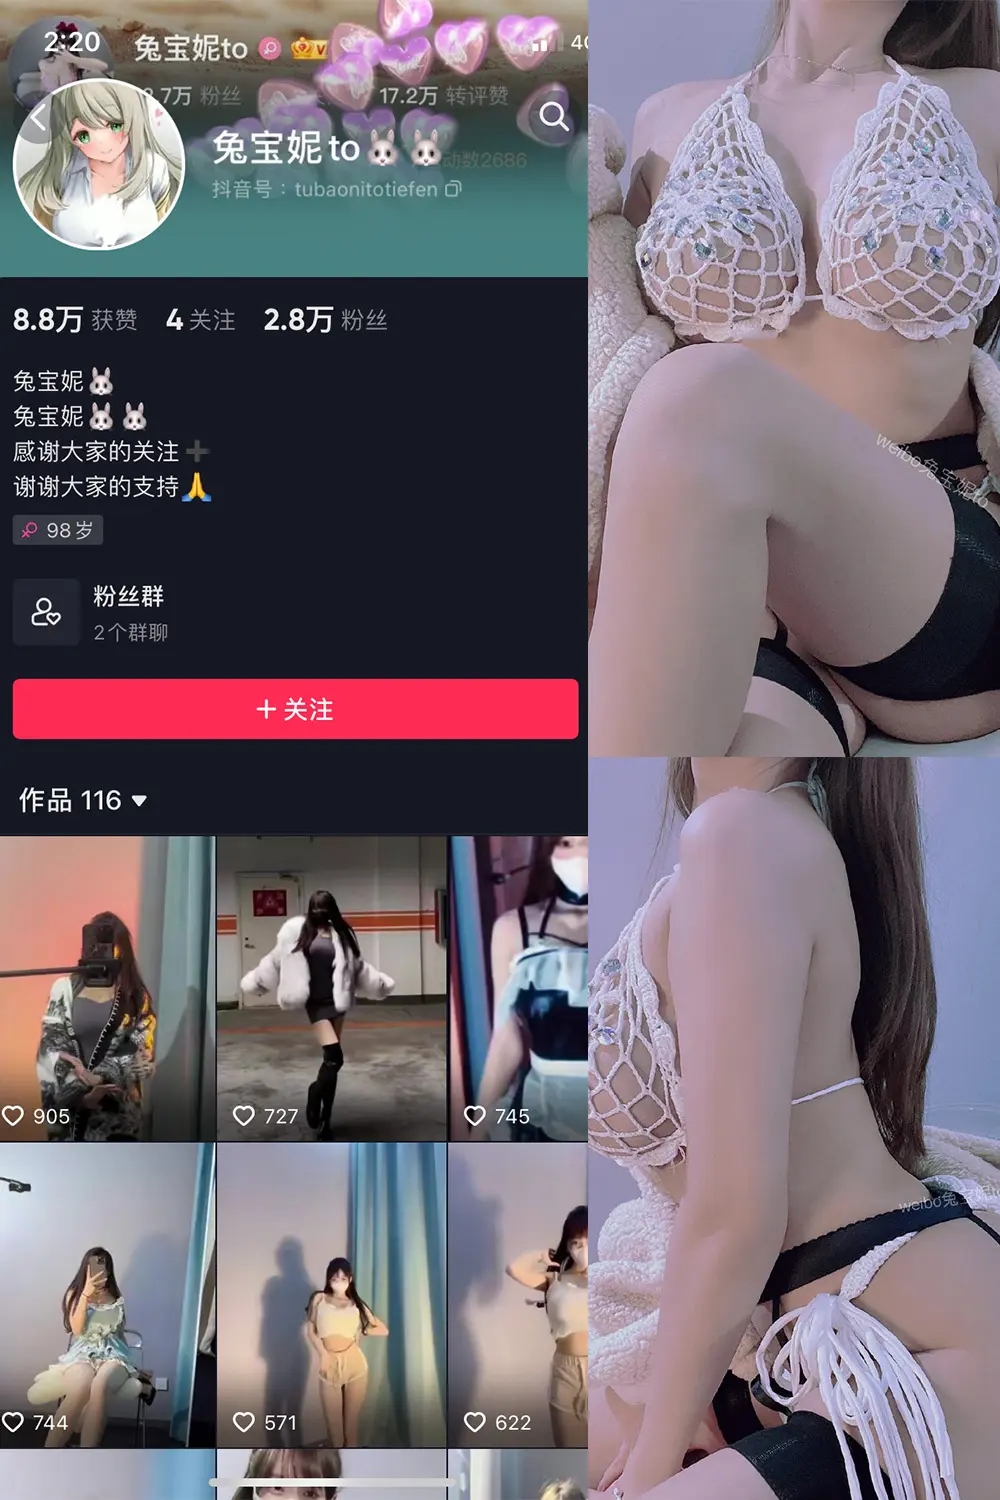 2:20
兔宝妮to
V
4G
.7万 粉丝
17.2万 转评赞
兔宝妮to🐰🐰
动数2686
抖音号：tubaonitotiefen
8.8万 获赞 4 关注 2.8万 粉丝
兔宝妮🐰
兔宝妮🐰🐰
感谢大家的关注➕
谢谢大家的支持🙏
98岁
粉丝群
2个群聊
+ 关注
作品 116
905
727
745
744
571
622
weibo兔宝妮to
weibo兔宝妮to